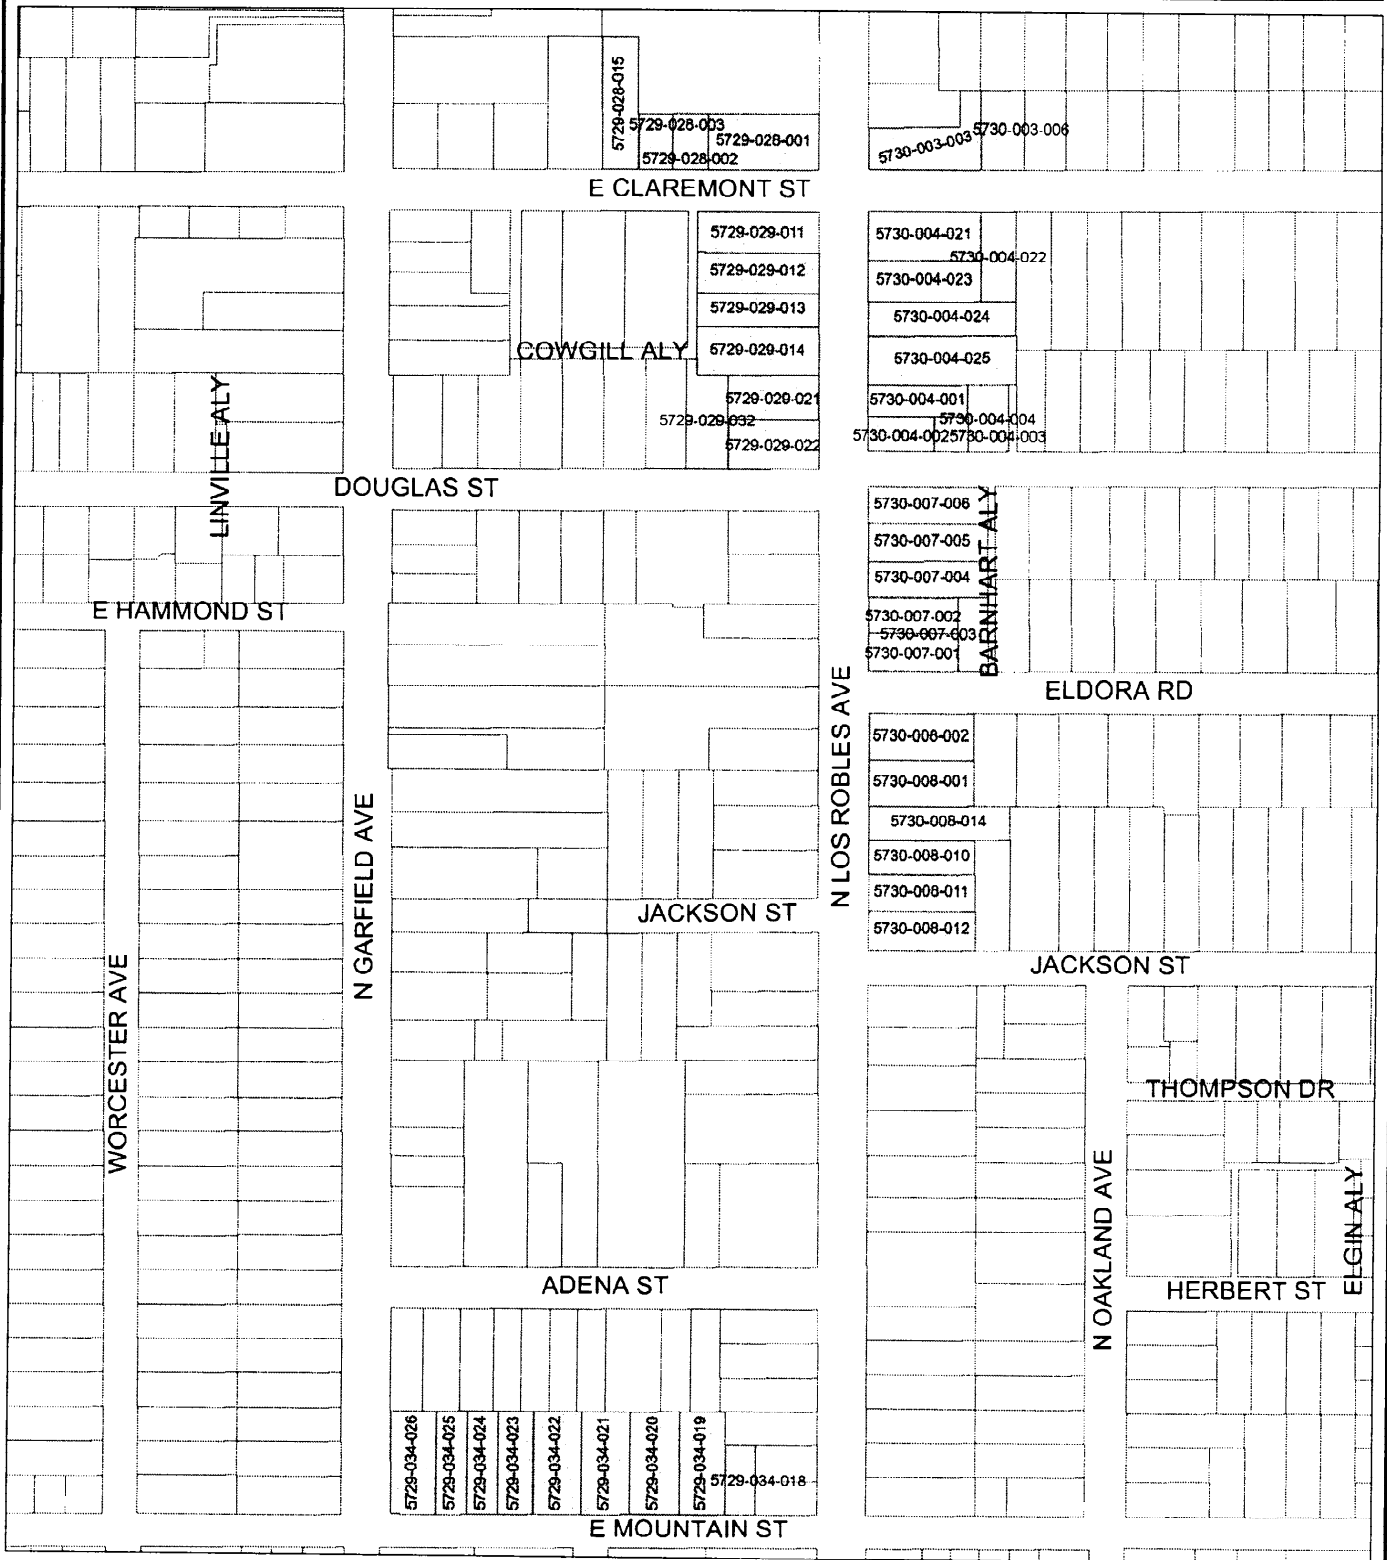 5729-028-015
5729-028-003
5729-028-001
5729-028-002
5730-003-003
5730-003-006
E CLAREMONT ST
5729-029-011
5729-029-012
5729-029-013
5729-029-014
COWGILL ALY
5729-029-021
5729-029-032
5729-029-022
5730-004-021
5730-004-022
5730-004-023
5730-004-024
5730-004-025
5730-004-001
5730-004-004
5730-004-002
5730-004-003
LINVILLE ALY
DOUGLAS ST
E HAMMOND ST
5730-007-006
5730-007-005
5730-007-004
5730-007-002
5730-007-003
5730-007-001
BARNHART ALY
ELDORA RD
N LOS ROBLES AVE
N GARFIELD AVE
5730-008-002
5730-008-001
5730-008-014
5730-008-010
5730-008-011
5730-008-012
JACKSON ST
JACKSON ST
WORCESTER AVE
THOMPSON DR
N OAKLAND AVE
ELGIN ALY
ADENA ST
HERBERT ST
5729-034-026
5729-034-025
5729-034-024
5729-034-023
5729-034-022
5729-034-021
5729-034-020
5729-034-019
5729-034-018
E MOUNTAIN ST